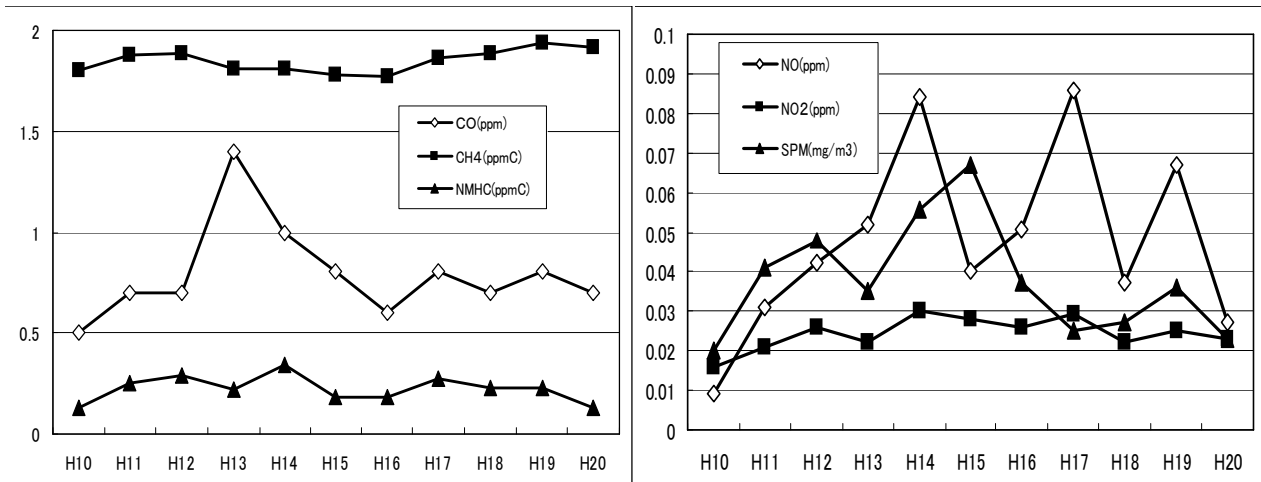 2
1.5
1
0.5
0
CO(ppm)
CH4(ppmC)
NMHC(ppmC)
H10 H11 H12 H13 H14 H15 H16 H17 H18 H19 H20
0.1
0.09
0.08
0.07
0.06
0.05
0.04
0.03
0.02
0.01
0
NO(ppm)
NO2(ppm)
SPM(mg/m3)
H10 H11 H12 H13 H14 H15 H16 H17 H18 H19 H20